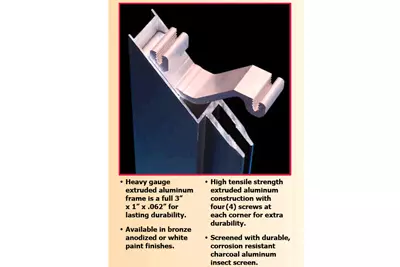 • Heavy gauge
extruded aluminum
frame is a full 3"
x 1" x .062" for
lasting durability.
• Available in bronze
anodized or white
paint finishes.
• High tensile strength
extruded aluminum
construction with
four (4) screws at
each corner for extra
durability.
• Screened with durable,
corrosion resistant
charcoal aluminum
insect screen.